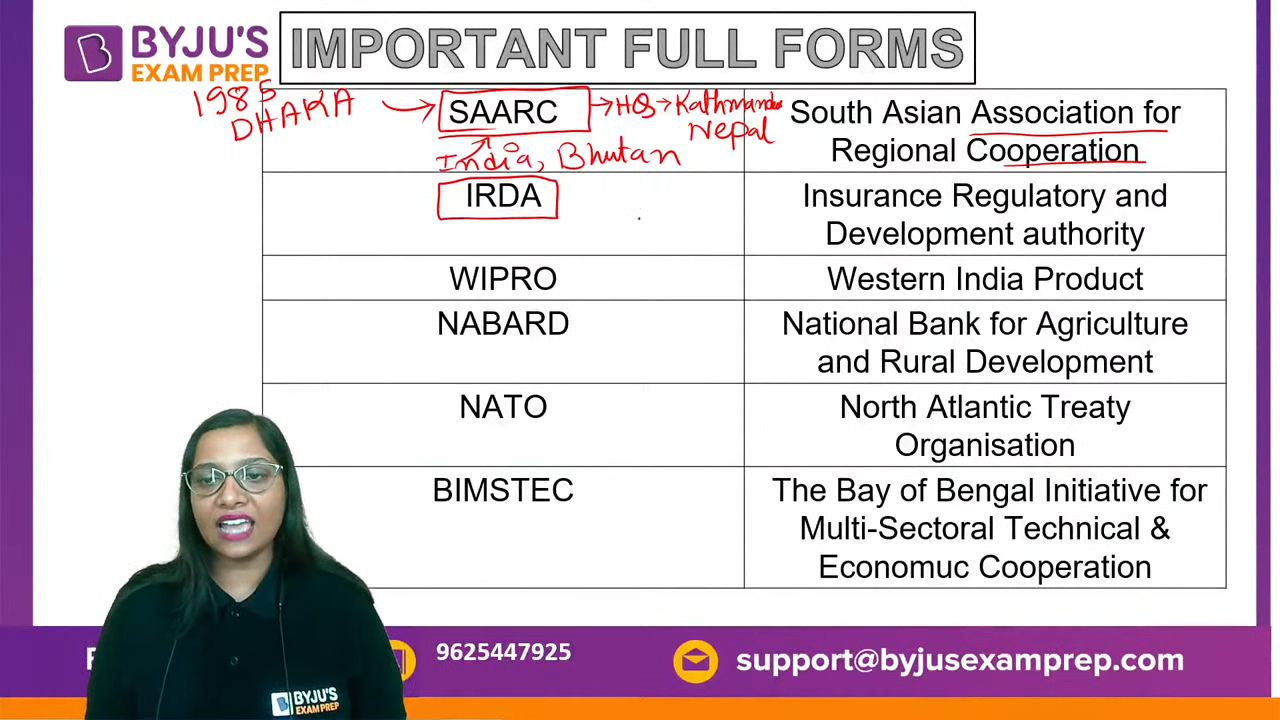 BYJU'S
EXAM PREP
IMPORTANT FULL FORMS
1985
DHAKA
SAARC
HQ → Kathmandu
Nepal
India, Bhutan
South Asian Association for
Regional Cooperation
IRDA
Insurance Regulatory and
Development authority
WIPRO
Western India Product
NABARD
National Bank for Agriculture
and Rural Development
NATO
North Atlantic Treaty
Organisation
BIMSTEC
The Bay of Bengal Initiative for
Multi-Sectoral Technical &
Economuc Cooperation
9625447925
support@byjusexamprep.com
BYJU'S
EXAM PREP